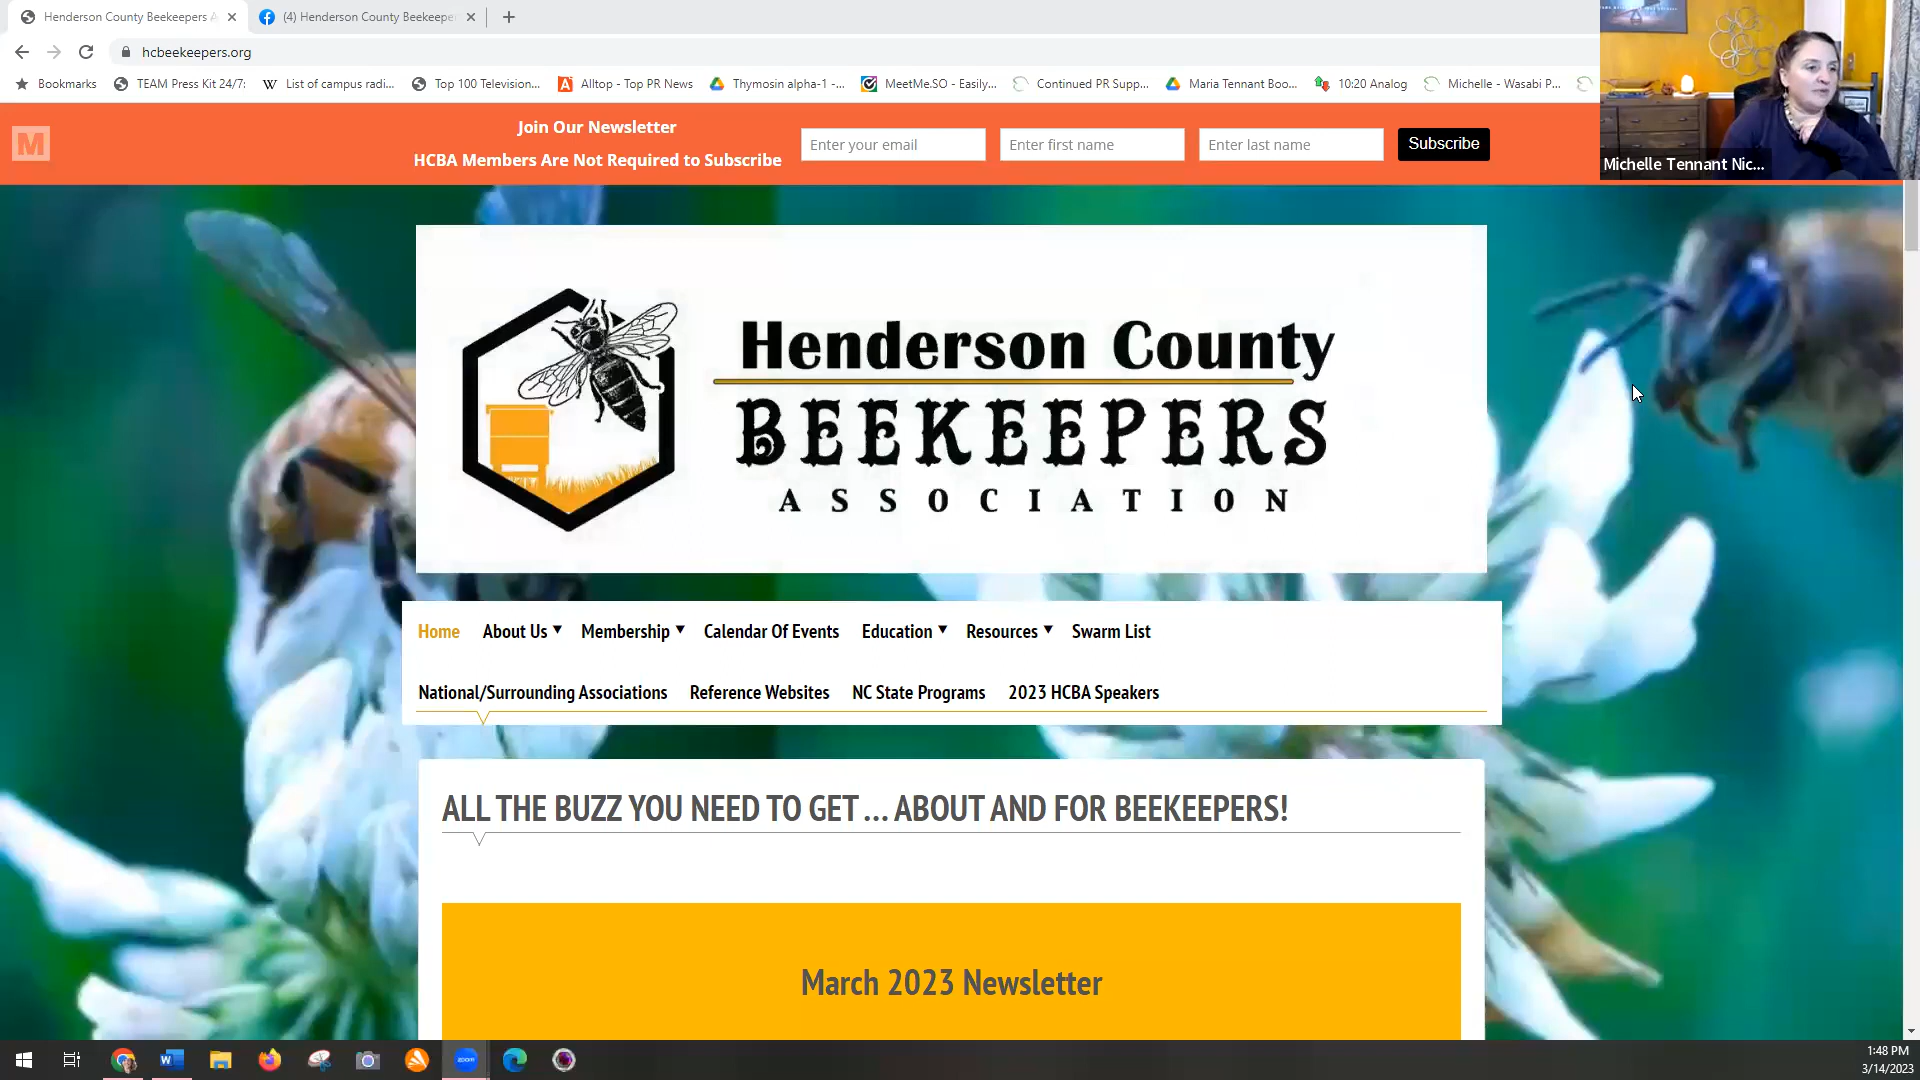 Henderson County Beekeepers A
(4) Henderson County Beekeeper
hcbeekeepers.org
Bookmarks
TEAM Press Kit 24/7:
List of campus radi...
Top 100 Television...
Alltop - Top PR News
Thymosin alpha-1 -...
MeetMe.SO - Easily...
Continued PR Supp...
Maria Tennant Boo...
10:20 Analog
Michelle - Wasabi P...
Michelle Tennant Nic...
M
Join Our Newsletter
HCBA Members Are Not Required to Subscribe
Enter your email
Enter first name
Enter last name
Subscribe
Henderson County
BEEKEEPERS
ASSOCIATION
Home About Us Membership Calendar Of Events Education Resources Swarm List
National/Surrounding Associations Reference Websites NC State Programs 2023 HCBA Speakers
ALL THE BUZZ YOU NEED TO GET ... ABOUT AND FOR BEEKEEPERS!
March 2023 Newsletter
zoom
1:48 PM
3/14/2023